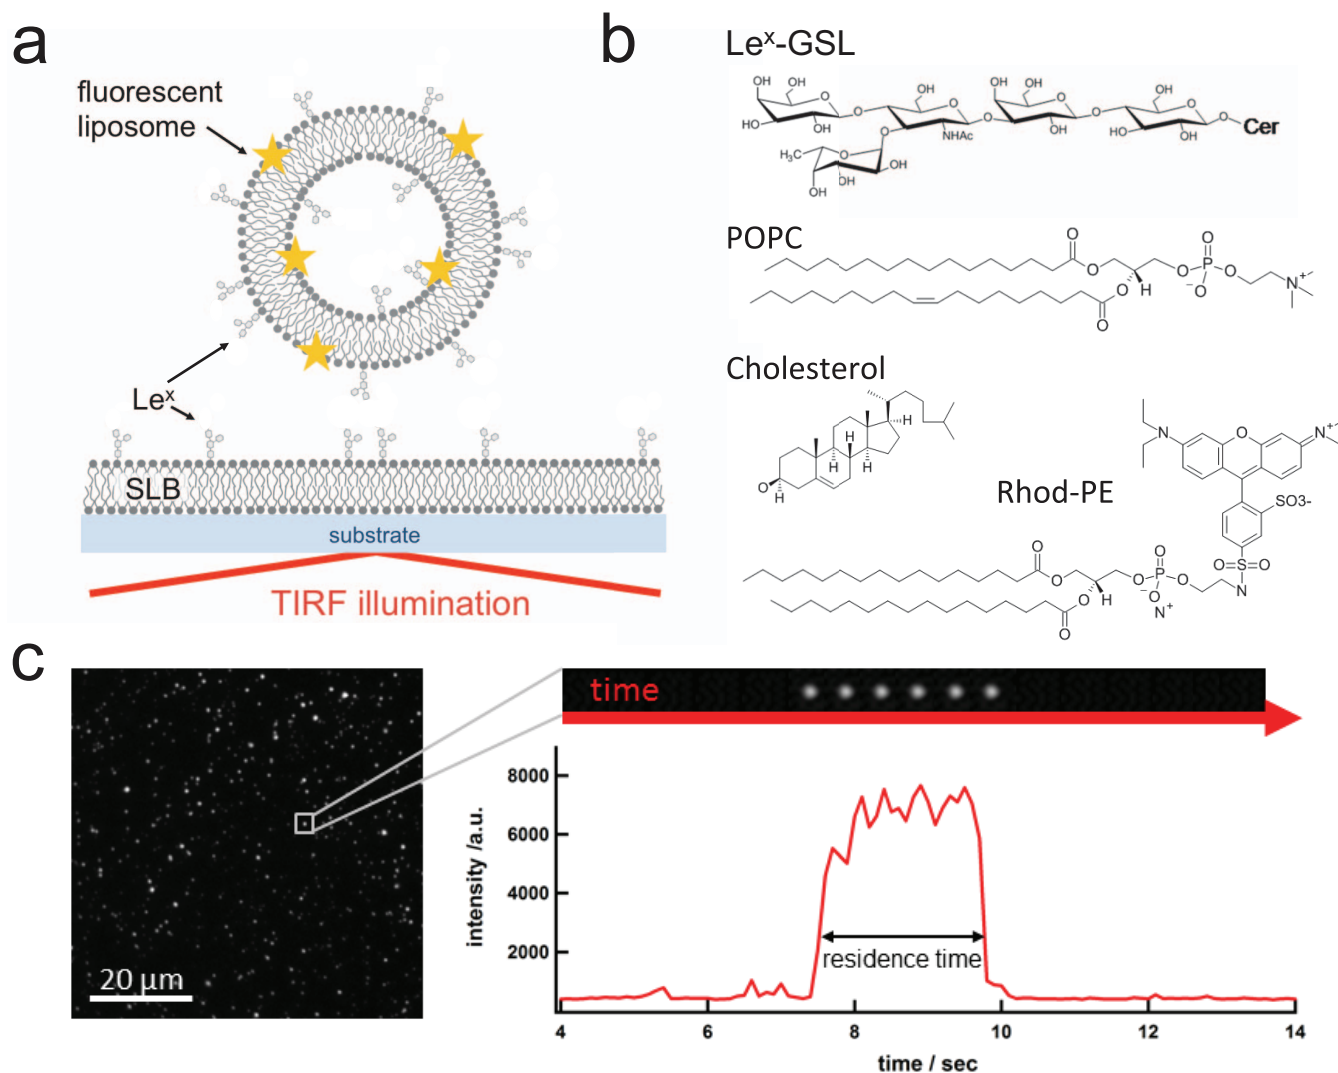 a
fluorescent
liposome
Leˣ
SLB
substrate
TIRF illumination
b
Leˣ-GSL
OH
OH
OH
OH
OH
OH
HO
O
O
O
O
OH
HO
NHAc
O
O
OH
O
HO
OH
O
Cer
H₃C
O
OH
OH
OH
POPC
O
O
O
O
P
O
O
⁻O
H
N⁺
O
Cholesterol
H
H
H
H
HO
H
Rhod-PE
N
O
N⁺
SO3-
O
S
O
N
O
O
O
O
P
O
⁻O
N⁺
H
O
c
20 µm
time
8000
6000
4000
2000
intensity /a.u.
residence time
4
6
8
10
12
14
time / sec